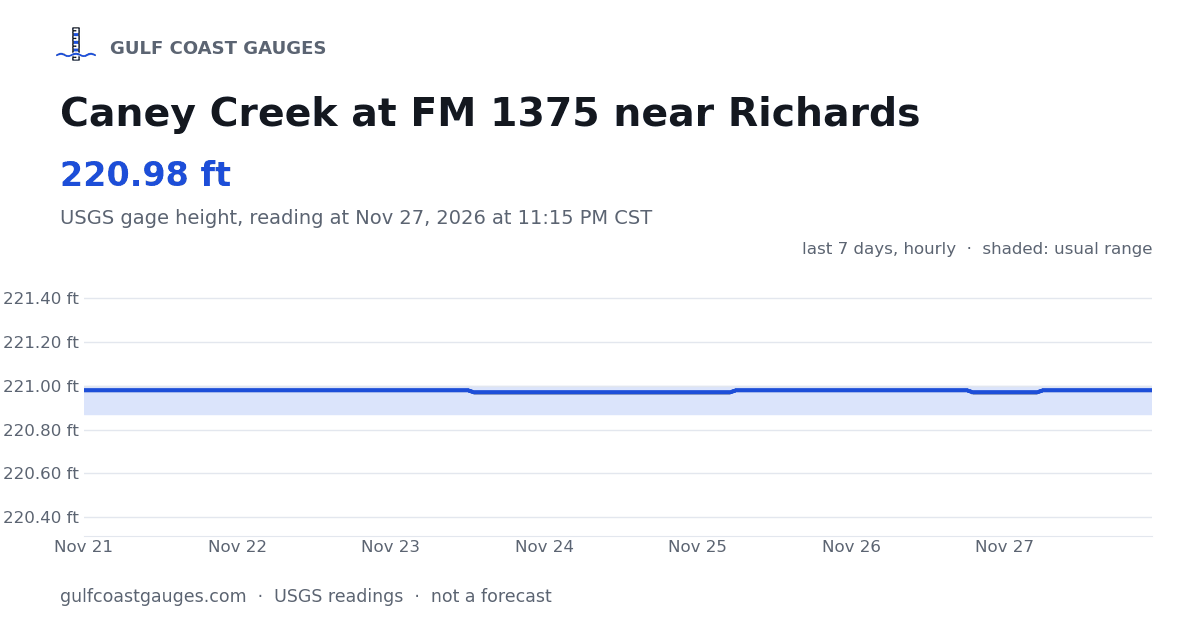 GULF COAST GAUGES
Caney Creek at FM 1375 near Richards
220.98 ft
USGS gage height, reading at Nov 27, 2026 at 11:15 PM CST
last 7 days, hourly · shaded: usual range
221.40 ft
221.20 ft
221.00 ft
220.80 ft
220.60 ft
220.40 ft
Nov 21 Nov 22 Nov 23 Nov 24 Nov 25 Nov 26 Nov 27
gulfcoastgauges.com · USGS readings · not a forecast